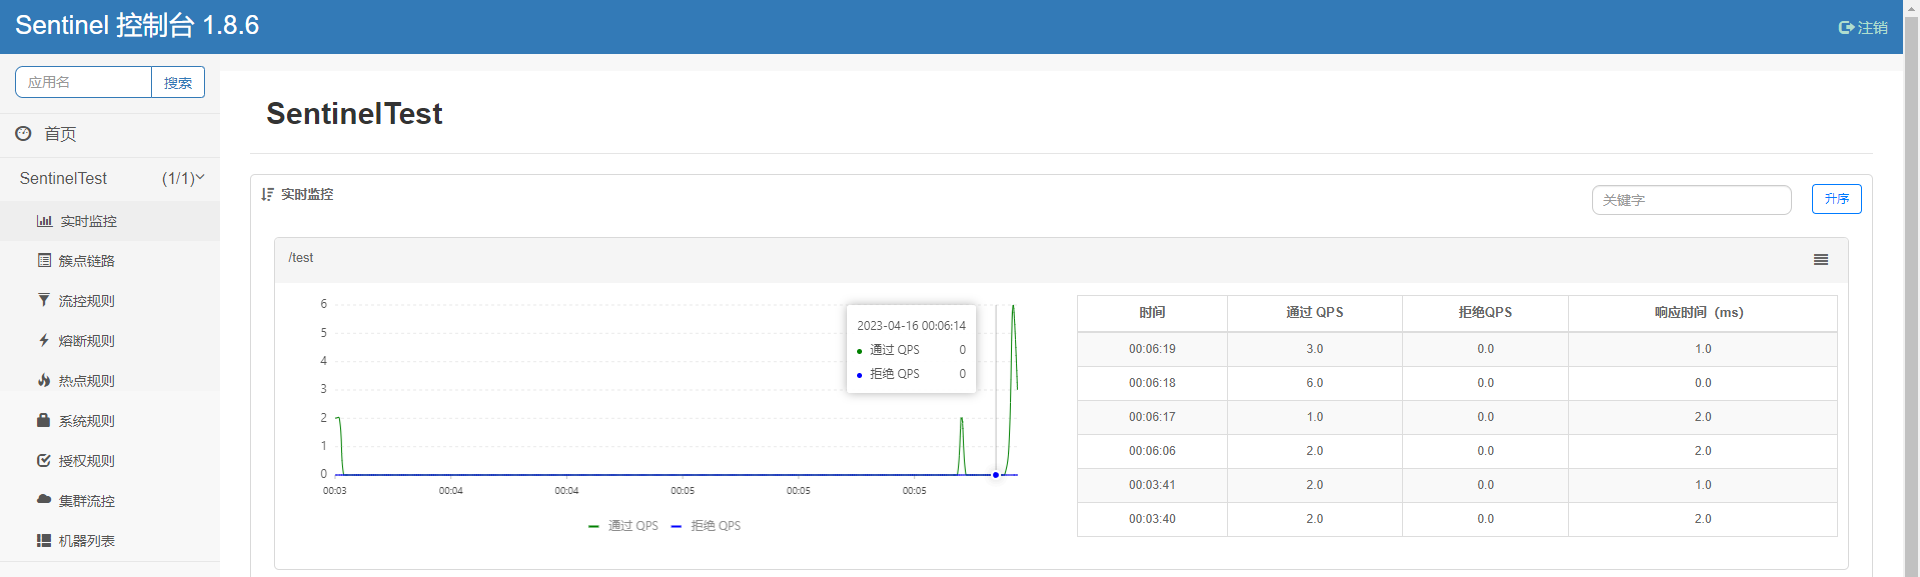 Sentinel 控制台 1.8.6
注销
应用名
搜索
首页
SentinelTest (1/1)
实时监控
簇点链路
流控规则
熔断规则
热点规则
系统规则
授权规则
集群流控
机器列表
SentinelTest
实时监控
关键字
升序
/test
6
5
4
3
2
1
0
00:03 00:04 00:04 00:05 00:05 00:05
2023-04-16 00:06:14
通过 QPS 0
拒绝 QPS 0
通过 QPS 拒绝 QPS
时间 通过 QPS 拒绝QPS 响应时间（ms）
00:06:19 3.0 0.0 1.0
00:06:18 6.0 0.0 0.0
00:06:17 1.0 0.0 2.0
00:06:06 2.0 0.0 2.0
00:03:41 2.0 0.0 1.0
00:03:40 2.0 0.0 2.0